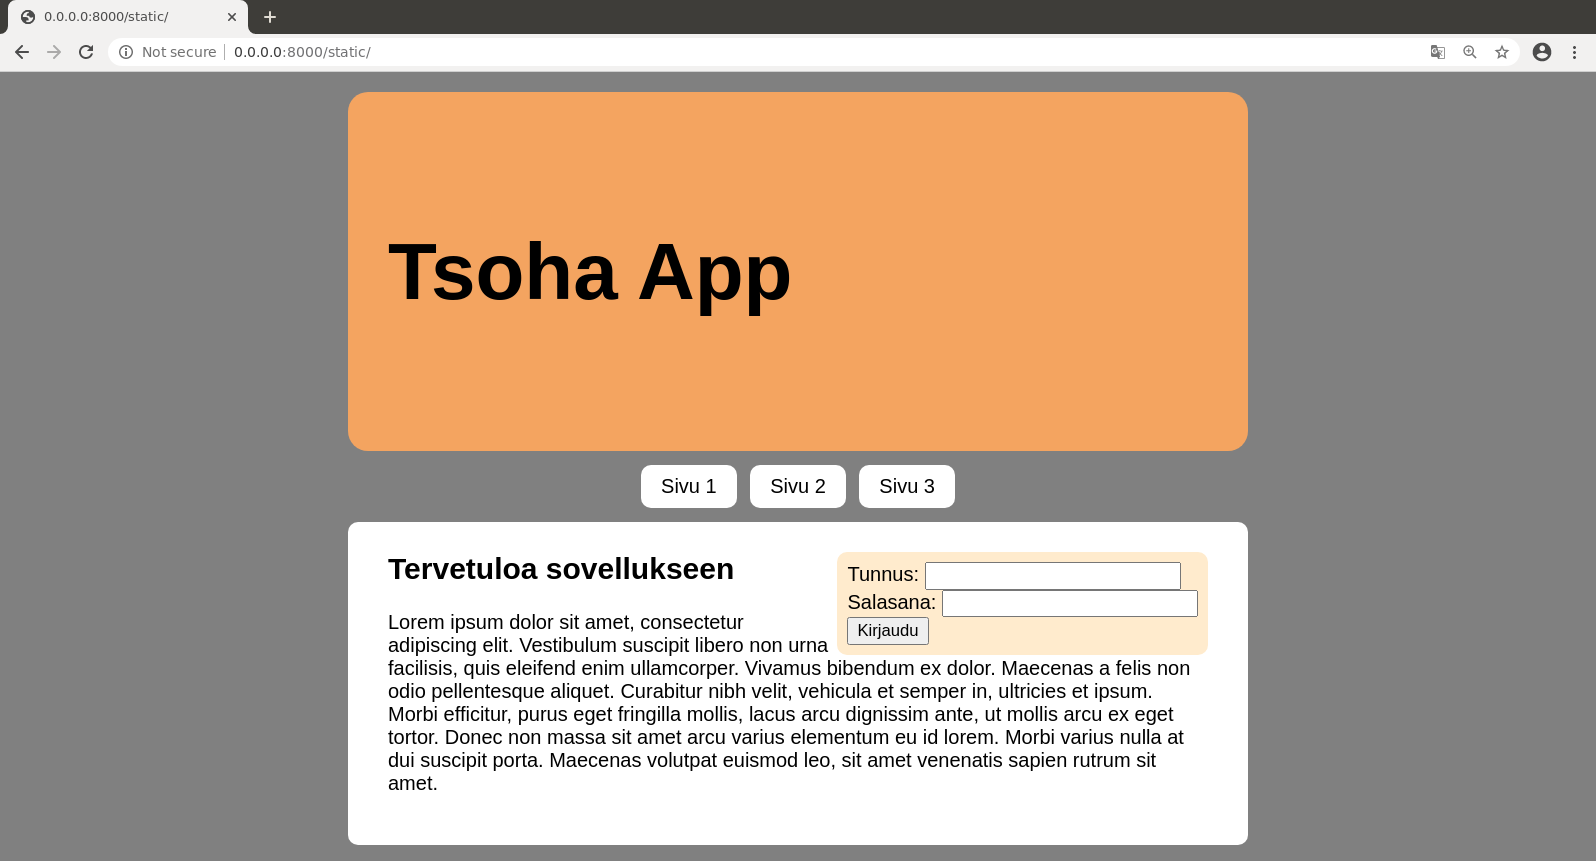 0.0.0.0:8000/static/
Not secure 0.0.0.0:8000/static/
Tsoha App
Sivu 1 Sivu 2 Sivu 3
Tervetuloa sovellukseen
Tunnus:
Salasana:
Kirjaudu
Lorem ipsum dolor sit amet, consectetur
adipiscing elit. Vestibulum suscipit libero non urna
facilisis, quis eleifend enim ullamcorper. Vivamus bibendum ex dolor. Maecenas a felis non
odio pellentesque aliquet. Curabitur nibh velit, vehicula et semper in, ultricies et ipsum.
Morbi efficitur, purus eget fringilla mollis, lacus arcu dignissim ante, ut mollis arcu ex eget
tortor. Donec non massa sit amet arcu varius elementum eu id lorem. Morbi varius nulla at
dui suscipit porta. Maecenas volutpat euismod leo, sit amet venenatis sapien rutrum sit
amet.